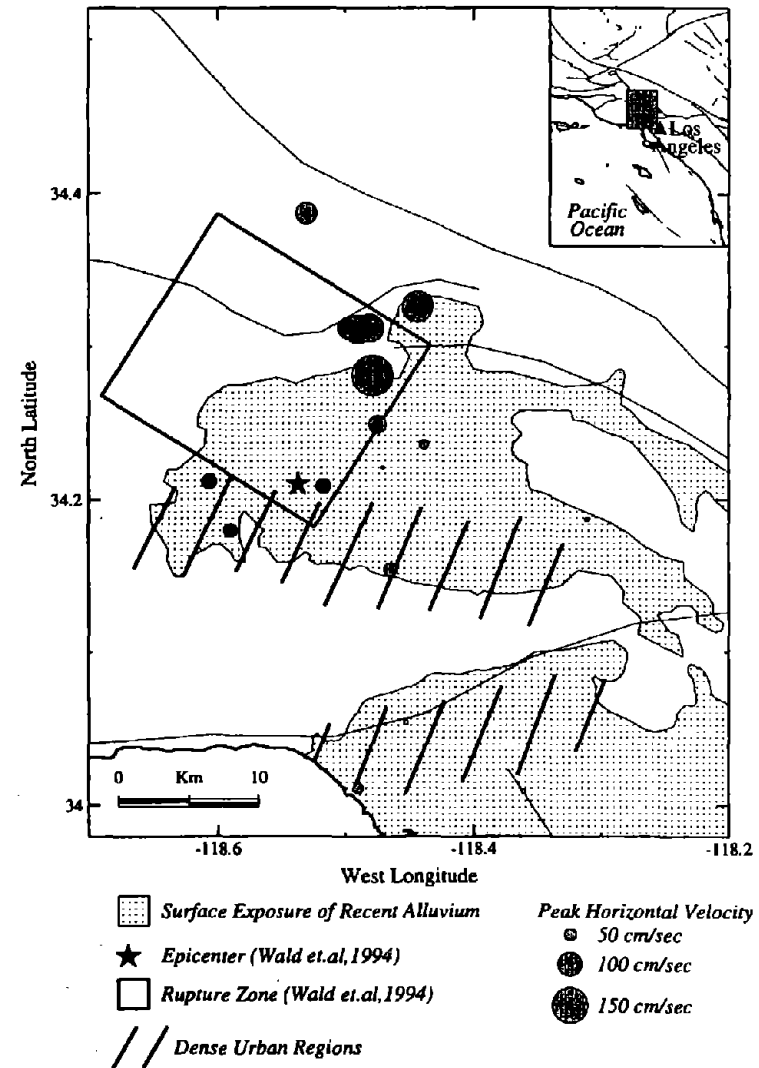 Los
Angeles
Pacific
Ocean
34.4
34.2
34
North Latitude
0 Km 10
-118.6 -118.4 -118.2
West Longitude
Surface Exposure of Recent Alluvium
Epicenter (Wald et.al,1994)
Rupture Zone (Wald et.al,1994)
Dense Urban Regions
Peak Horizontal Velocity
50 cm/sec
100 cm/sec
150 cm/sec